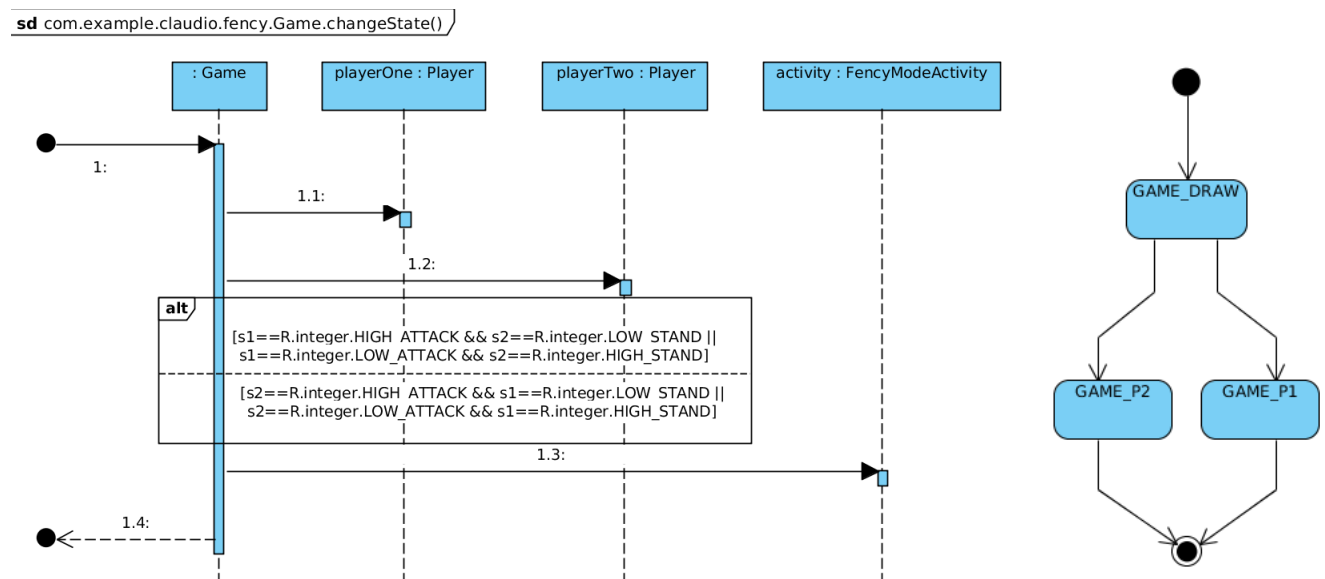 sd com.example.claudio.fency.Game.changeState()
: Game
playerOne : Player
playerTwo : Player
activity : FencyModeActivity
1:
1.1:
1.2:
alt
[s1==R.integer.HIGH_ATTACK && s2==R.integer.LOW_STAND ||
s1==R.integer.LOW_ATTACK && s2==R.integer.HIGH_STAND]
[s2==R.integer.HIGH_ATTACK && s1==R.integer.LOW_STAND ||
s2==R.integer.LOW_ATTACK && s1==R.integer.HIGH_STAND]
1.3:
1.4:
GAME_DRAW
GAME_P2
GAME_P1